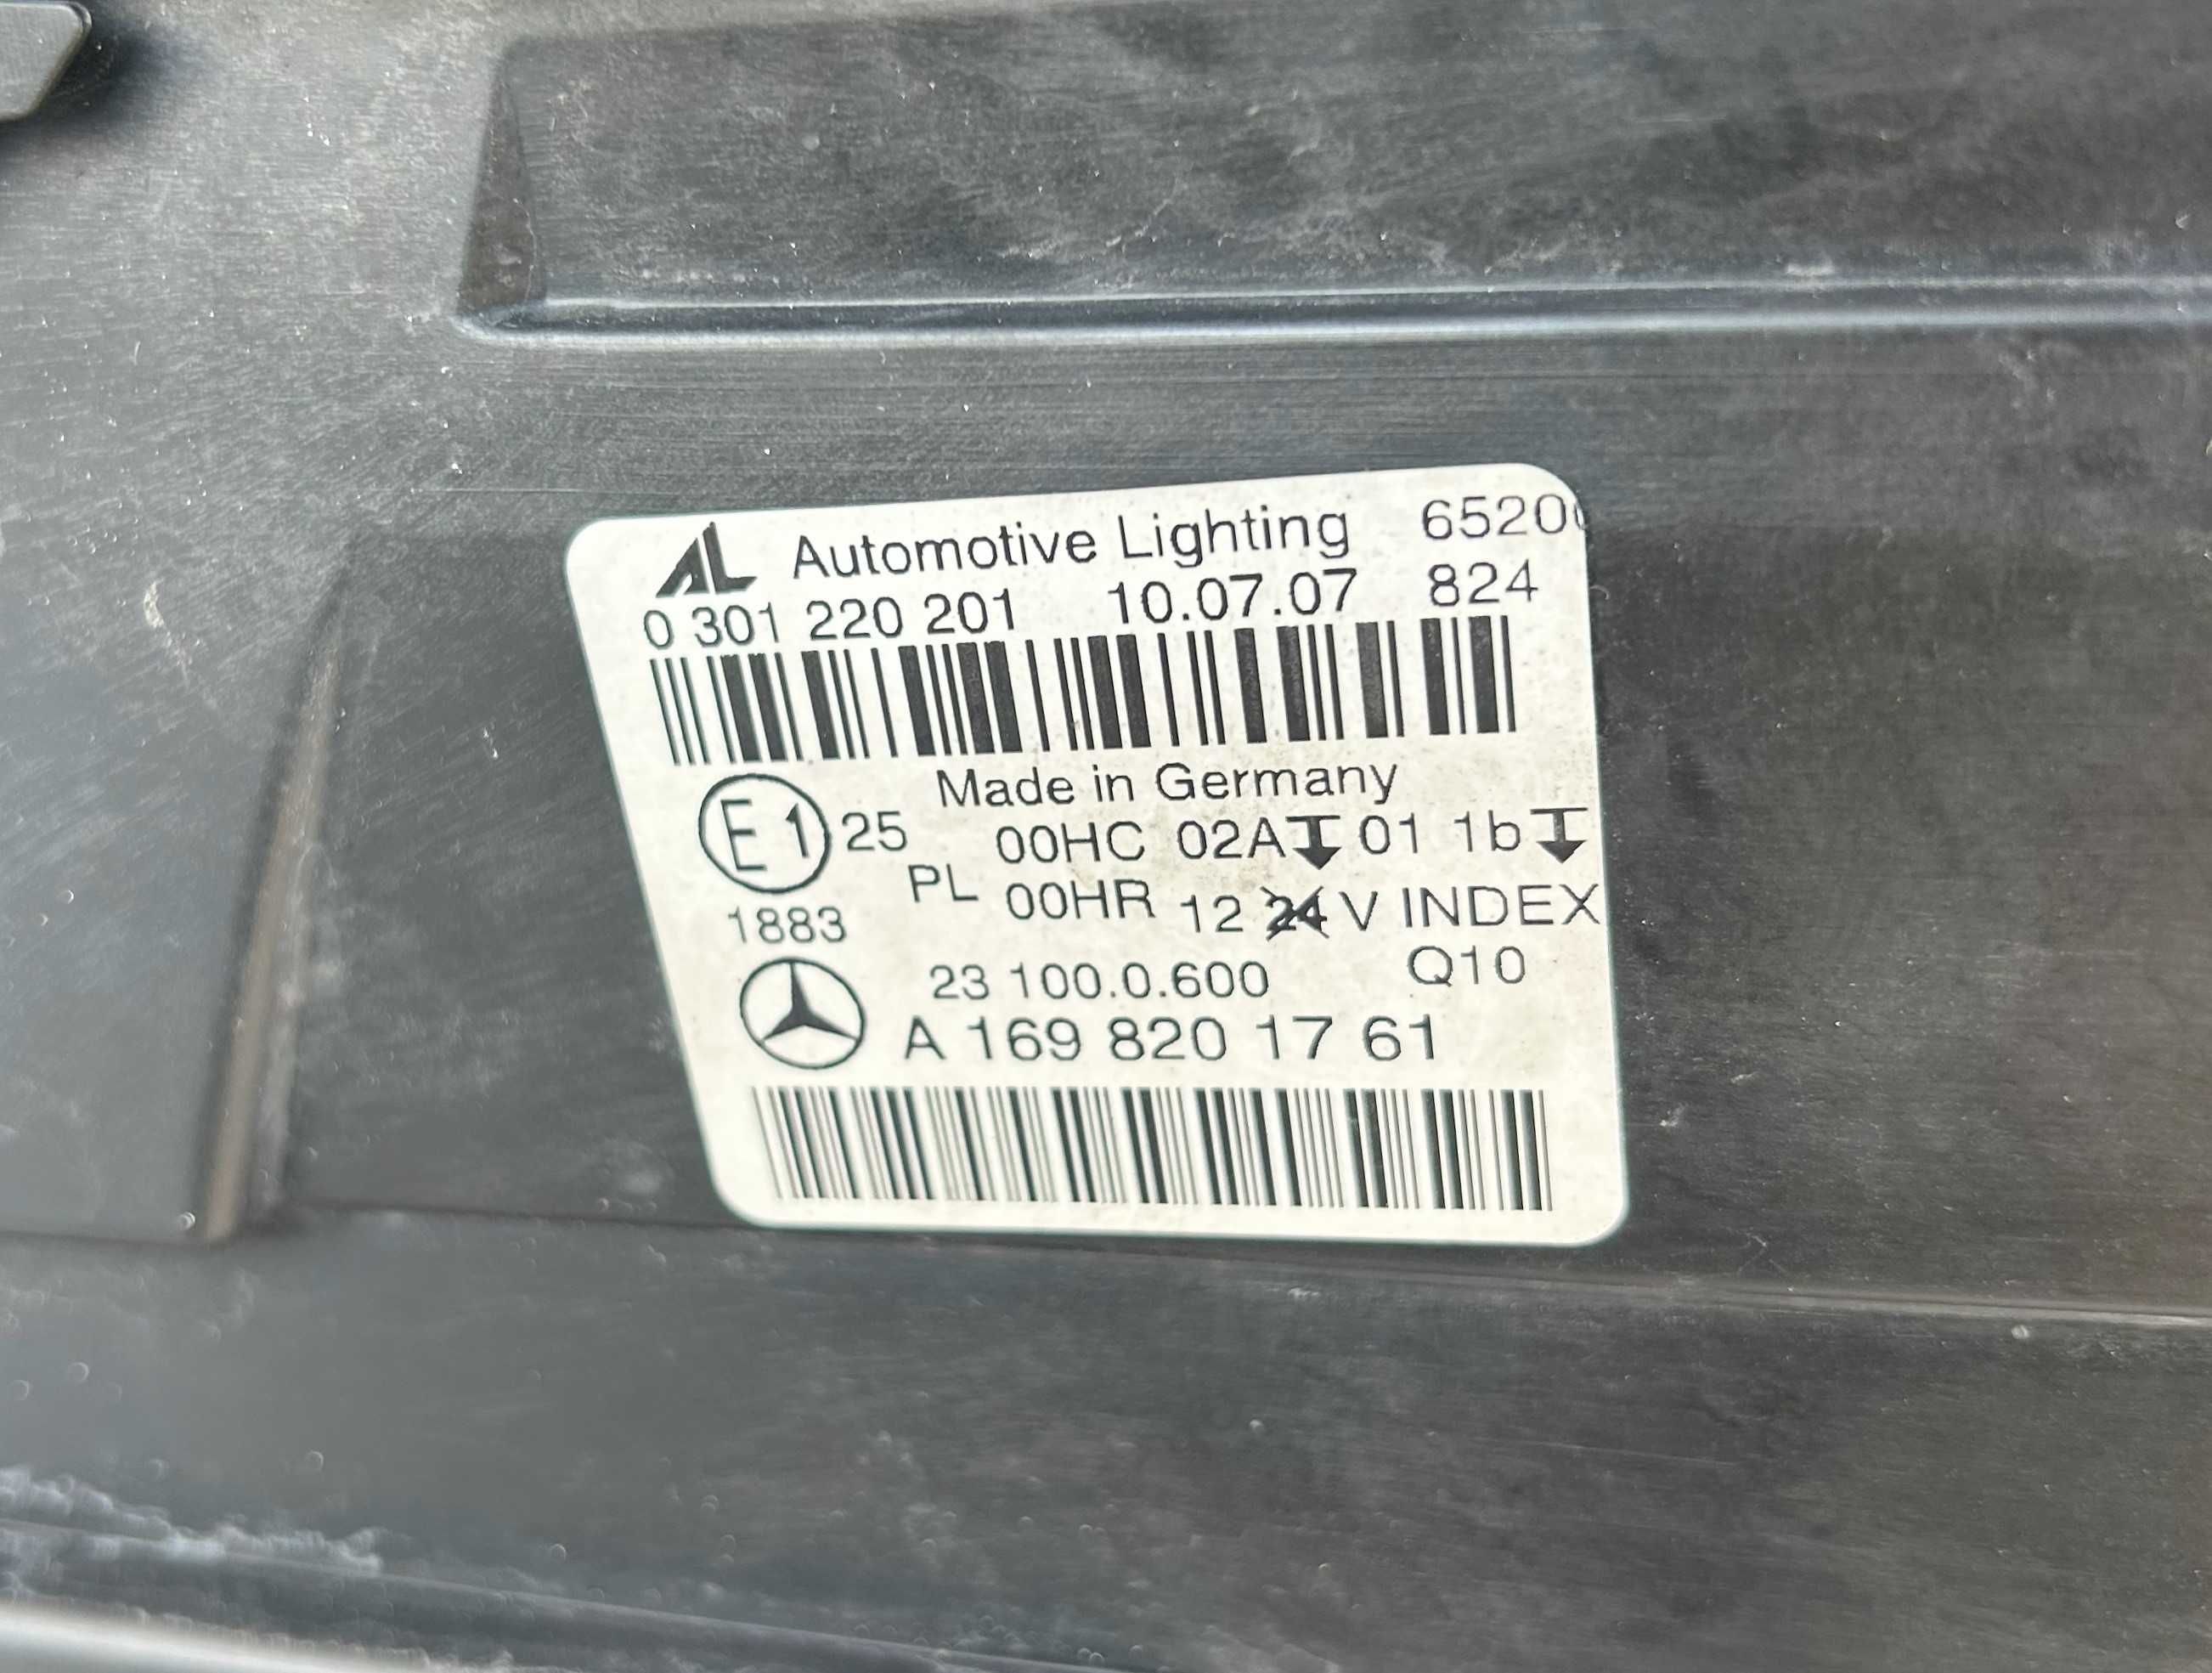 AL Automotive Lighting 6520
0 301 220 201 10.07.07 824
Made in Germany
E1 25 00HC 02A 01 1b
PL 00HR 12 24 V INDEX
1883 Q10
23 100.0.600
A 169 820 17 61